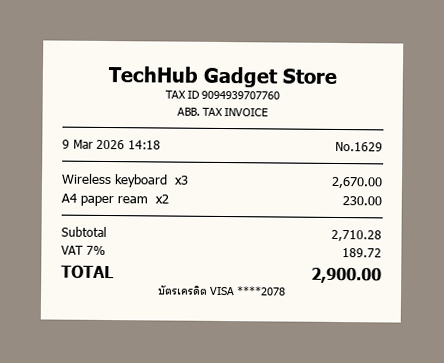 TechHub Gadget Store
TAX ID 9094939707760
ABB. TAX INVOICE
9 Mar 2026 14:18 No.1629
Wireless keyboard x3 2,670.00
A4 paper ream x2 230.00
Subtotal 2,710.28
VAT 7% 189.72
TOTAL 2,900.00
บัตรเครดิต VISA ****2078